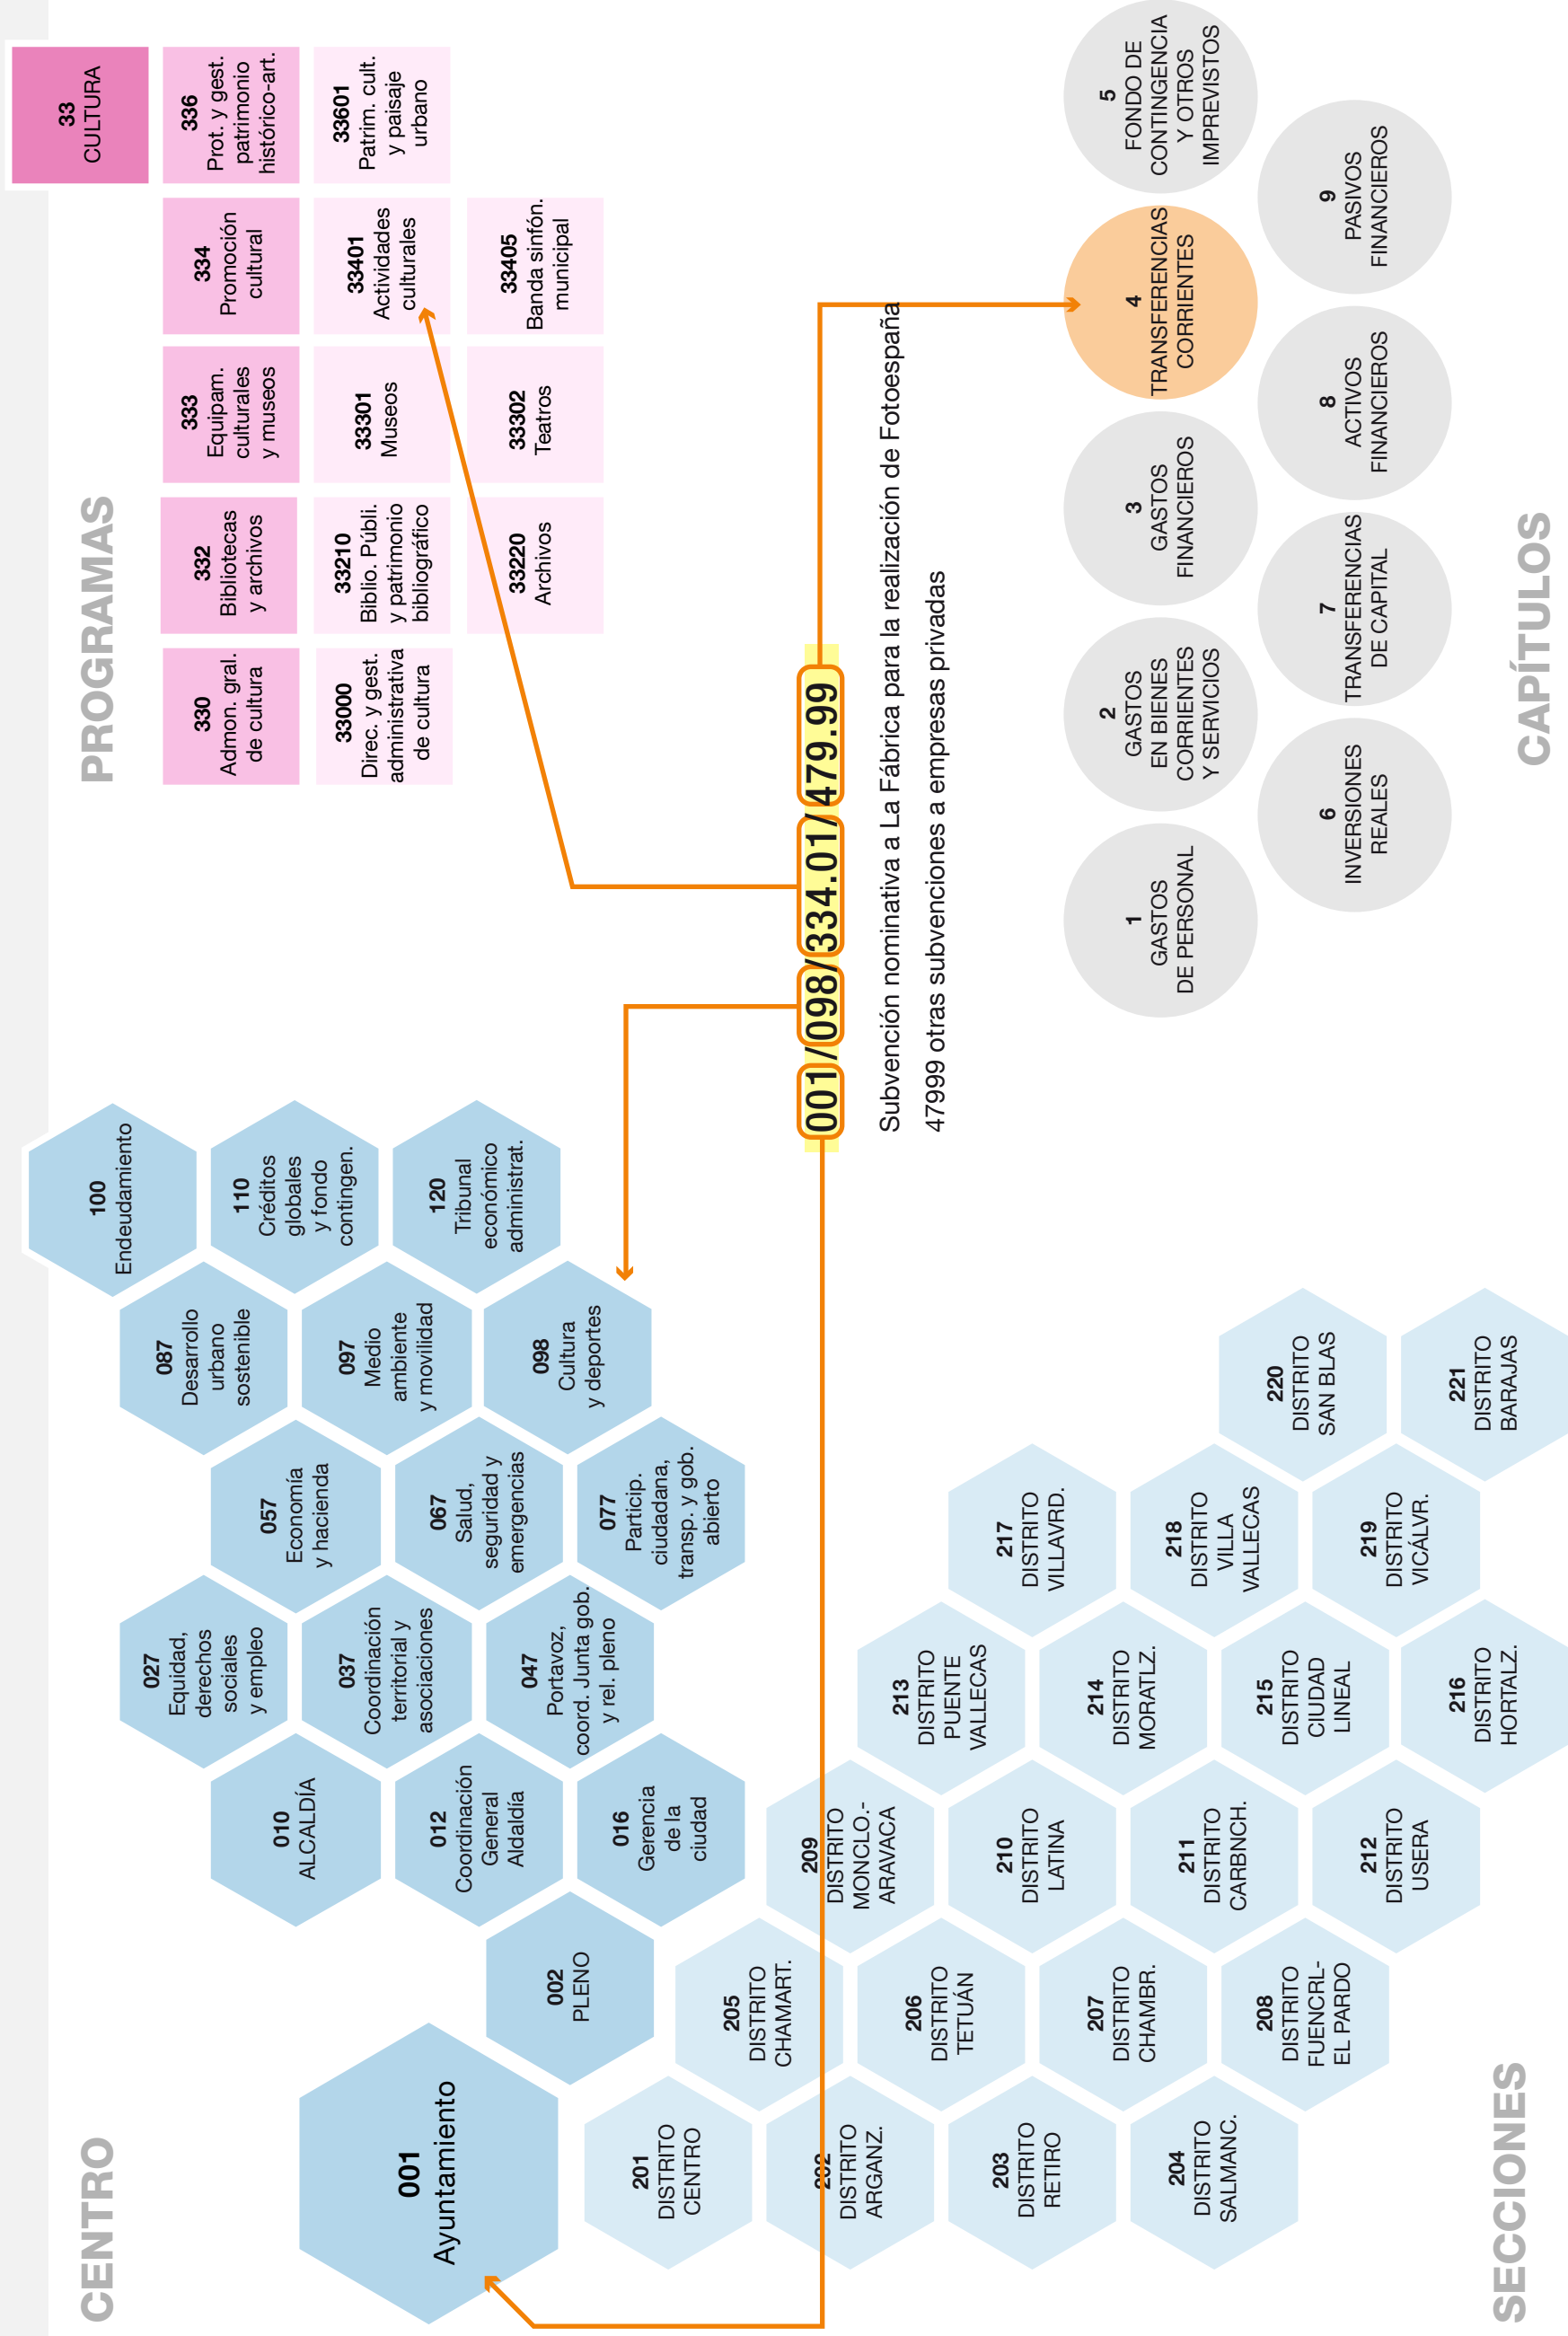 CENTRO
001
Ayuntamiento
002
PLENO
010
ALCALDÍA
012
Coordinación
General
Aldaldía
016
Gerencia
de la
ciudad
027
Equidad,
derechos
sociales
y empleo
037
Coordinación
territorial y
asociaciones
047
Portavoz,
coord. Junta gob.
y rel. pleno
057
Economía
y hacienda
067
Salud,
seguridad y
emergencias
077
Particip.
ciudadana,
transp. y gob.
abierto
087
Desarrollo
urbano
sostenible
097
Medio
ambiente
y movilidad
098
Cultura
y deportes
100
Endeudamiento
110
Créditos
globales
y fondo
contingen.
120
Tribunal
económico
administrat.
PROGRAMAS
33
CULTURA
330
Admon. gral.
de cultura
332
Bibliotecas
y archivos
333
Equipam.
culturales
y museos
334
Promoción
cultural
336
Prot. y gest.
patrimonio
histórico-art.
33000
Direc. y gest.
administrativa
de cultura
33210
Biblio. Públi.
y patrimonio
bibliográfico
33301
Museos
33401
Actividades
culturales
33601
Patrim. cult.
y paisaje
urbano
33220
Archivos
33302
Teatros
33405
Banda sinfón.
municipal
001/098/334.01/479.99
Subvención nominativa a La Fábrica para la realización de Fotoespaña
47999 otras subvenciones a empresas privadas
201
DISTRITO
CENTRO
202
DISTRITO
ARGANZ.
203
DISTRITO
RETIRO
204
DISTRITO
SALMANC.
205
DISTRITO
CHAMART.
206
DISTRITO
TETUÁN
207
DISTRITO
CHAMBR.
208
DISTRITO
FUENCRL-
EL PARDO
209
DISTRITO
MONCLO.-
ARAVACA
210
DISTRITO
LATINA
211
DISTRITO
CARBNCH.
212
DISTRITO
USERA
213
DISTRITO
PUENTE
VALLECAS
214
DISTRITO
MORATLZ.
215
DISTRITO
CIUDAD
LINEAL
216
DISTRITO
HORTALZ.
217
DISTRITO
VILLAVRD.
218
DISTRITO
VILLA
VALLECAS
219
DISTRITO
VICÁLVR.
220
DISTRITO
SAN BLAS
221
DISTRITO
BARAJAS
SECCIONES
1
GASTOS
DE PERSONAL
2
GASTOS
EN BIENES
CORRIENTES
Y SERVICIOS
3
GASTOS
FINANCIEROS
4
TRANSFERENCIAS
CORRIENTES
5
FONDO DE
CONTINGENCIA
Y OTROS
IMPREVISTOS
6
INVERSIONES
REALES
7
TRANSFERENCIAS
DE CAPITAL
8
ACTIVOS
FINANCIEROS
9
PASIVOS
FINANCIEROS
CAPÍTULOS